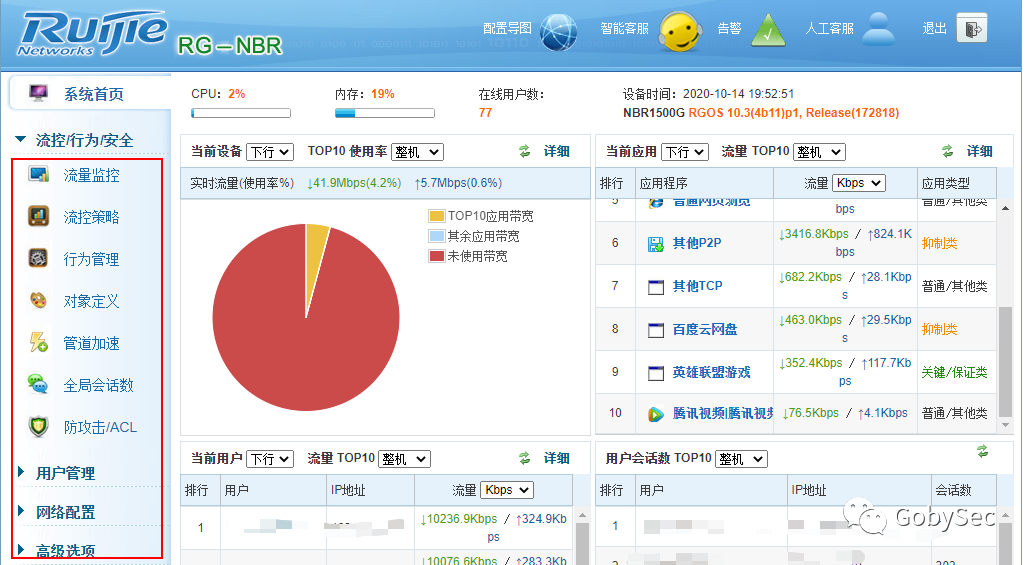 Ruijie Networks RG-NBR 配置导图 智能客服 告警 人工客服 退出
系统首页
流控/行为/安全
流量监控
流控策略
行为管理
对象定义
管道加速
全局会话数
防攻击/ACL
用户管理
网络配置
高级选项
CPU: 2% 内存: 19% 在线用户数: 设备时间: 2020-10-14 19:52:51
77 NBR1500G RGOS 10.3(4b11)p1, Release(172818)
当前设备 下行 TOP10 使用率 整机 详细
实时流量(使用率%) ↓41.9Mbps(4.2%) ↑5.7Mbps(0.6%)
TOP10应用带宽
其余应用带宽
未使用带宽
当前应用 下行 流量 TOP10 整机 详细
排行 应用程序 流量 Kbps 应用类型
5 普通网页浏览 bps 普通/其他类
6 其他P2P ↓3416.8Kbps / ↑824.1K 抑制类
bps
7 其他TCP ↓682.2Kbps / ↑28.1Kbp 普通/其他类
s
8 百度云网盘 ↓463.0Kbps / ↑29.5Kbp 抑制类
s
9 英雄联盟游戏 ↓352.4Kbps / ↑117.7K 关键/保证类
bps
10 腾讯视频|腾讯视频 ↓76.5Kbps / ↑4.1Kbps 普通/其他类
当前用户 下行 流量 TOP10 整机 详细
排行 用户 IP地址 流量 Kbps
1 ↓10236.9Kbps / ↑324.9Kb
ps
↓10076.6Kbps / ↑283.3Kb
用户会话数 TOP10 整机
排行 用户 IP地址 会话数
1
GobySec